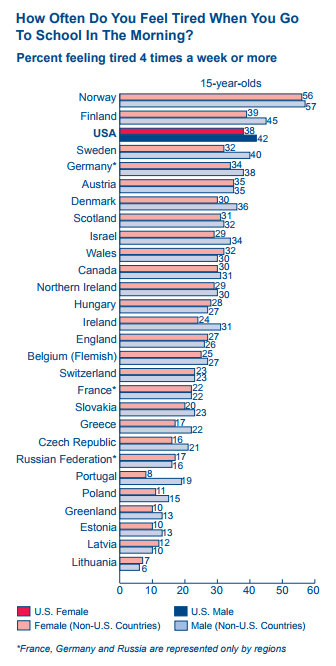 How Often Do You Feel Tired When You Go
To School In The Morning?
Percent feeling tired 4 times a week or more
15-year-olds
Norway 56
57
Finland 39
45
USA 38
42
Sweden 32
40
Germany* 34
38
Austria 35
35
Denmark 30
36
Scotland 31
32
Israel 29
34
Wales 32
30
Canada 30
31
Northern Ireland 29
30
Hungary 28
27
Ireland 24
31
England 27
26
Belgium (Flemish) 25
27
Switzerland 23
23
France* 22
22
Slovakia 20
23
Greece 17
22
Czech Republic 16
21
Russian Federation* 17
16
Portugal 8
19
Poland 11
15
Greenland 10
13
Estonia 10
13
Latvia 12
10
Lithuania 7
6
0 10 20 30 40 50 60
U.S. Female U.S. Male
Female (Non-U.S. Countries) Male (Non-U.S. Countries)
*France, Germany and Russia are represented only by regions